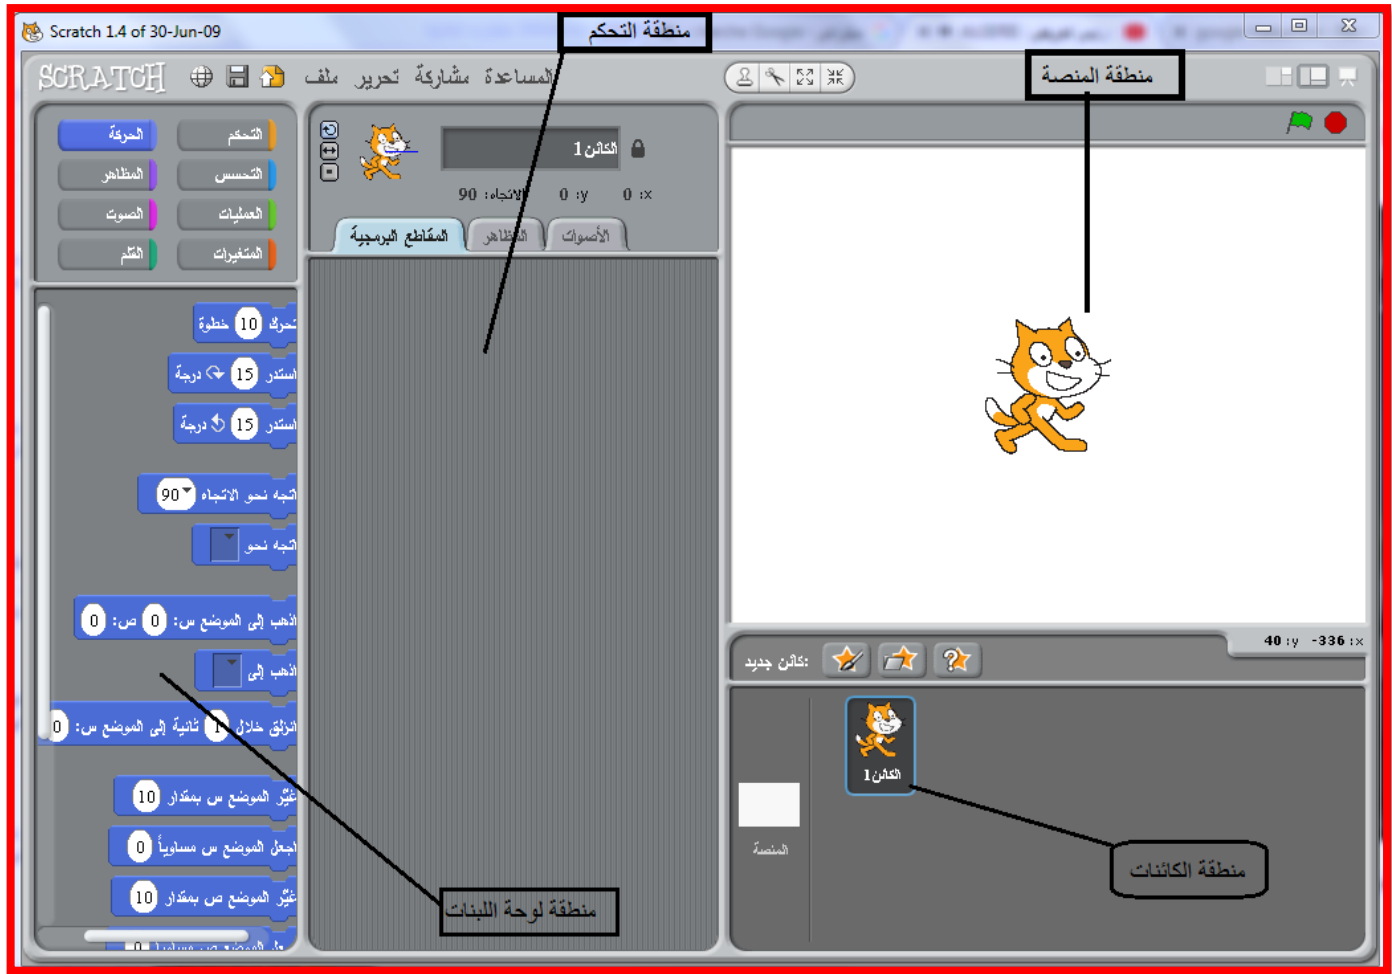 Scratch 1.4 of 30-Jun-09
منطقة التحكم
SCRATCH
ملف تحرير مشاركة المساعدة
منطقة المنصة
الحركة
التحكم
المظاهر
التحسس
الصوت
العمليات
القلم
المتغيرات
الكائن1
x: 0 y: 0 الاتجاه: 90
المقاطع البرمجية
المظاهر
الأصوات
تحرك 10 خطوة
استدر 15 درجة
استدر 15 درجة
اتجه نحو الاتجاه 90
اتجه نحو
اذهب إلى الموضع س: 0 ص: 0
اذهب إلى
انزلق خلال 1 ثانية إلى الموضع س: 0
غيّر الموضع س بمقدار 10
اجعل الموضع س مساوياً 0
غيّر الموضع ص بمقدار 10
x: -336 y: 40
كائن جديد:
الكائن1
المنصة
منطقة الكائنات
منطقة لوحة اللبنات